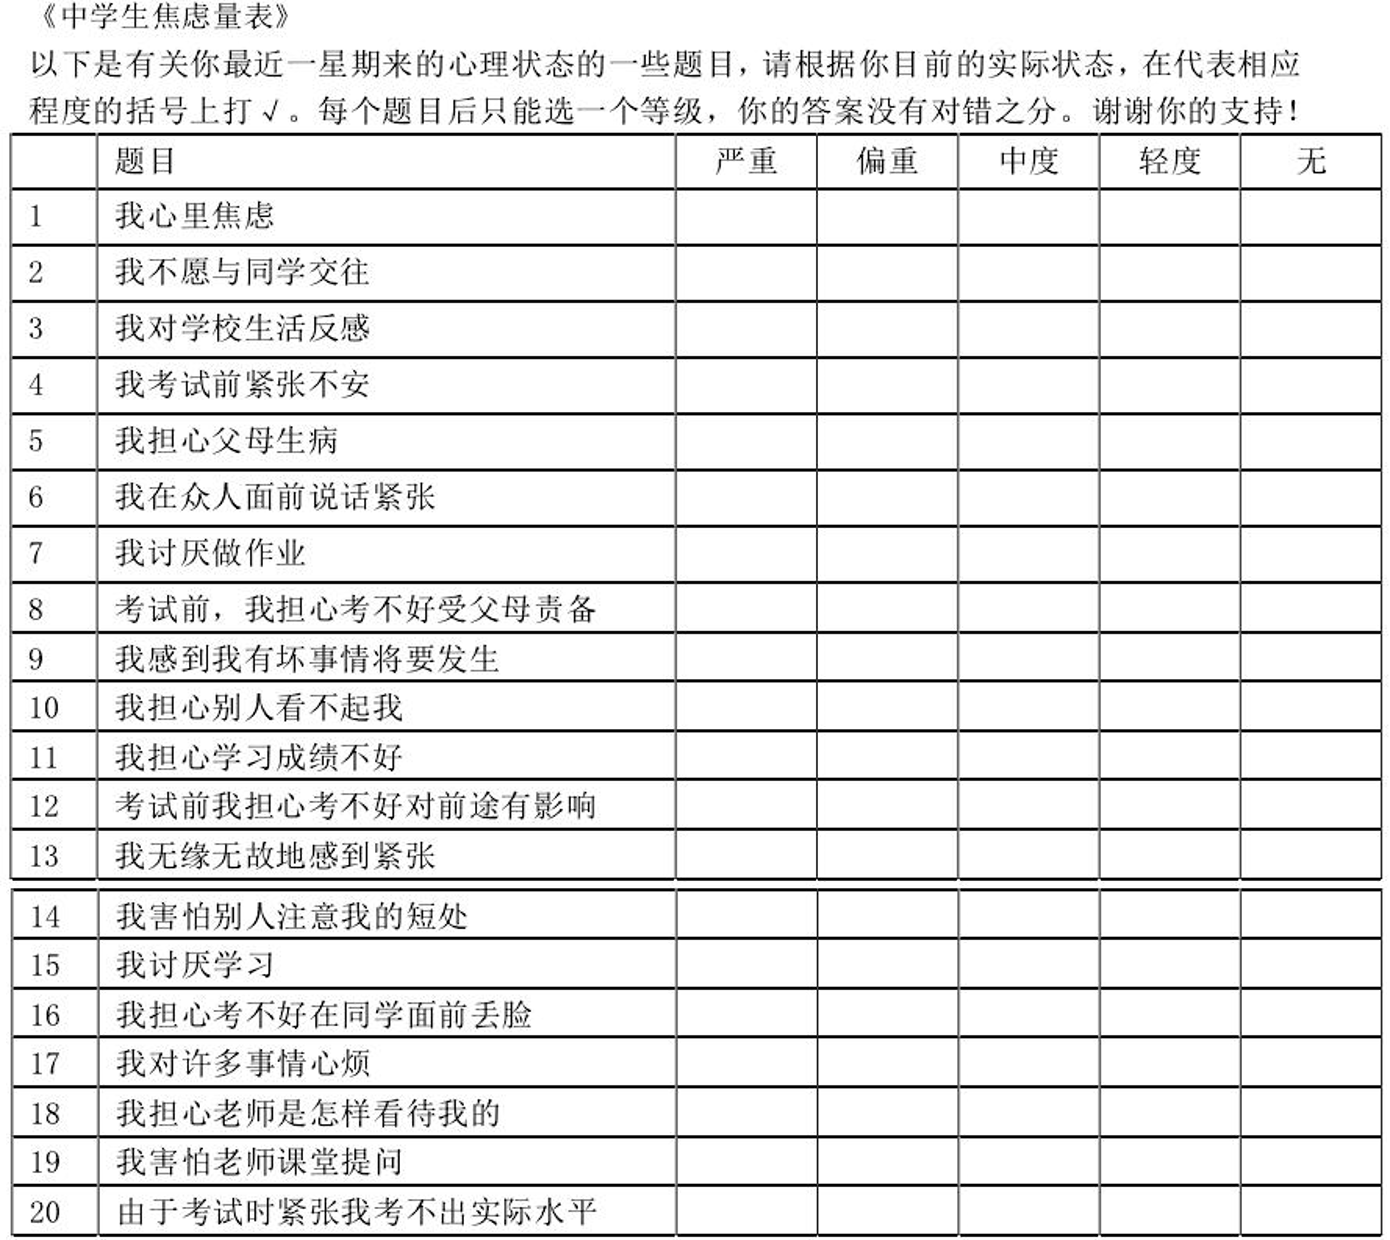 《中学生焦虑量表》
以下是有关你最近一星期来的心理状态的一些题目，请根据你目前的实际状态，在代表相应
程度的括号上打√。每个题目后只能选一个等级，你的答案没有对错之分。谢谢你的支持！
题目 严重 偏重 中度 轻度 无
1 我心里焦虑
2 我不愿与同学交往
3 我对学校生活反感
4 我考试前紧张不安
5 我担心父母生病
6 我在众人面前说话紧张
7 我讨厌做作业
8 考试前，我担心考不好受父母责备
9 我感到我有坏事情将要发生
10 我担心别人看不起我
11 我担心学习成绩不好
12 考试前我担心考不好对前途有影响
13 我无缘无故地感到紧张
14 我害怕别人注意我的短处
15 我讨厌学习
16 我担心考不好在同学面前丢脸
17 我对许多事情心烦
18 我担心老师是怎样看待我的
19 我害怕老师课堂提问
20 由于考试时紧张我考不出实际水平